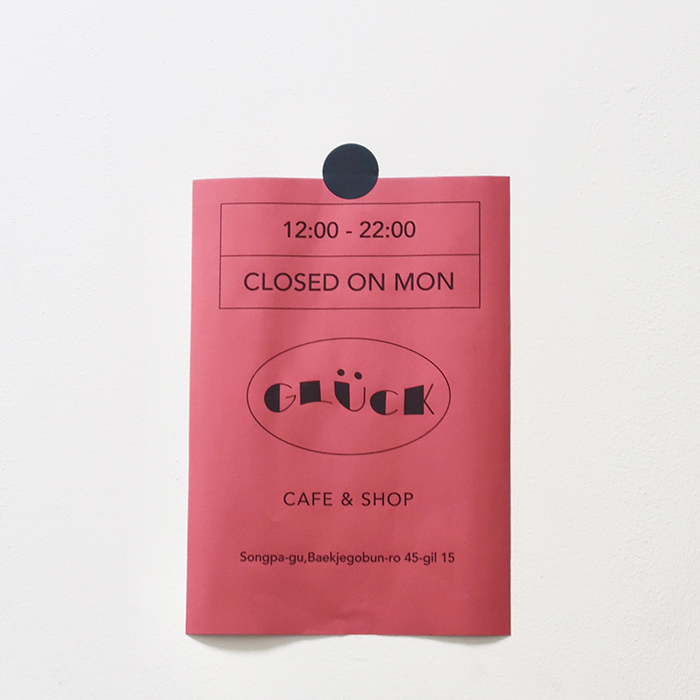 12:00 - 22:00
CLOSED ON MON
GLÜCK
CAFE & SHOP
Songpa-gu,Baekjegobun-ro 45-gil 15